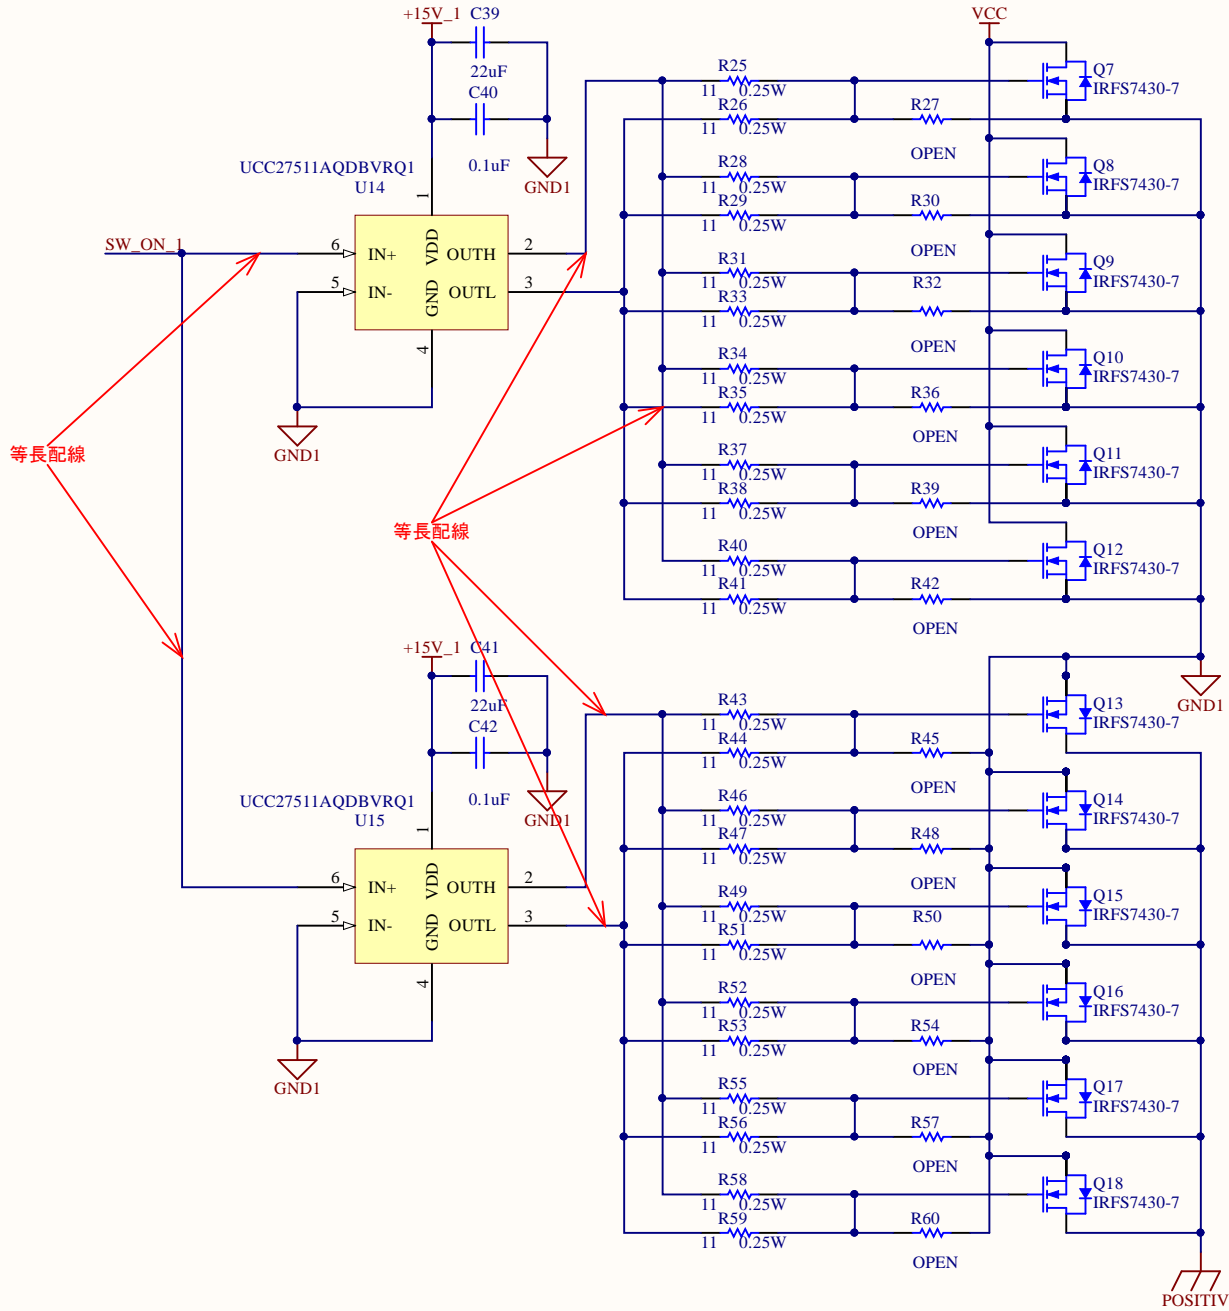 +15V_1 C39
22uF
C40
0.1uF
GND1
UCC27511AQDBVRQ1
U14
SW_ON_1
6 IN+ VDD OUTH 2
5 IN- GND OUTL 3
1
4
GND1
等長配線
等長配線
VCC
R25
11 0.25W
R26
11 0.25W
R27
OPEN
Q7
IRFS7430-7
R28
11 0.25W
R29
11 0.25W
R30
OPEN
Q8
IRFS7430-7
R31
11 0.25W
R33
11 0.25W
R32
OPEN
Q9
IRFS7430-7
R34
11 0.25W
R35
11 0.25W
R36
OPEN
Q10
IRFS7430-7
R37
11 0.25W
R38
11 0.25W
R39
OPEN
Q11
IRFS7430-7
R40
11 0.25W
R41
11 0.25W
R42
OPEN
Q12
IRFS7430-7
GND1
+15V_1 C41
22uF
C42
0.1uF
GND1
UCC27511AQDBVRQ1
U15
6 IN+ VDD OUTH 2
5 IN- GND OUTL 3
1
4
GND1
R43
11 0.25W
R44
11 0.25W
R45
OPEN
Q13
IRFS7430-7
R46
11 0.25W
R47
11 0.25W
R48
OPEN
Q14
IRFS7430-7
R49
11 0.25W
R51
11 0.25W
R50
OPEN
Q15
IRFS7430-7
R52
11 0.25W
R53
11 0.25W
R54
OPEN
Q16
IRFS7430-7
R55
11 0.25W
R56
11 0.25W
R57
OPEN
Q17
IRFS7430-7
R58
11 0.25W
R59
11 0.25W
R60
OPEN
Q18
IRFS7430-7
POSITIV